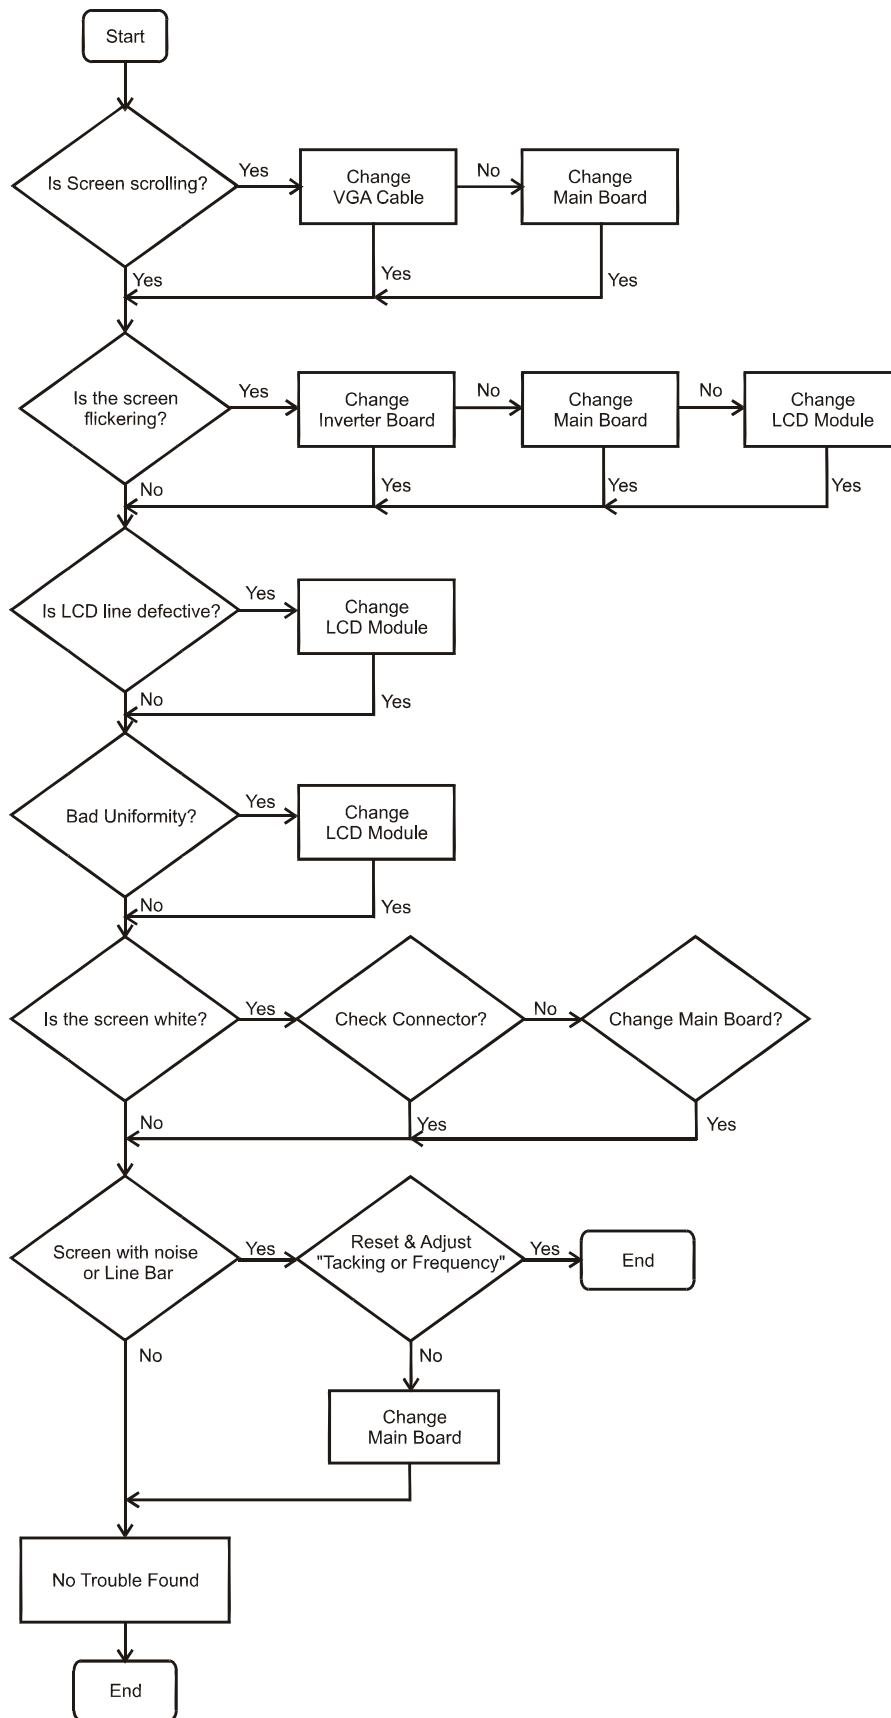 Start
Is Screen scrolling?
Yes
Change
VGA Cable
No
Change
Main Board
Yes
Yes
Yes
Is the screen
flickering?
Yes
Change
Inverter Board
No
Change
Main Board
No
Change
LCD Module
No
Yes
Yes
Yes
Is LCD line defective?
Yes
Change
LCD Module
No
Yes
Bad Uniformity?
Yes
Change
LCD Module
No
Yes
Is the screen white?
Yes
Check Connector?
No
Change Main Board?
No
Yes
Yes
Screen with noise
or Line Bar
Yes
Reset & Adjust
"Tacking or Frequency"
Yes
End
No
No
Change
Main Board
No Trouble Found
End